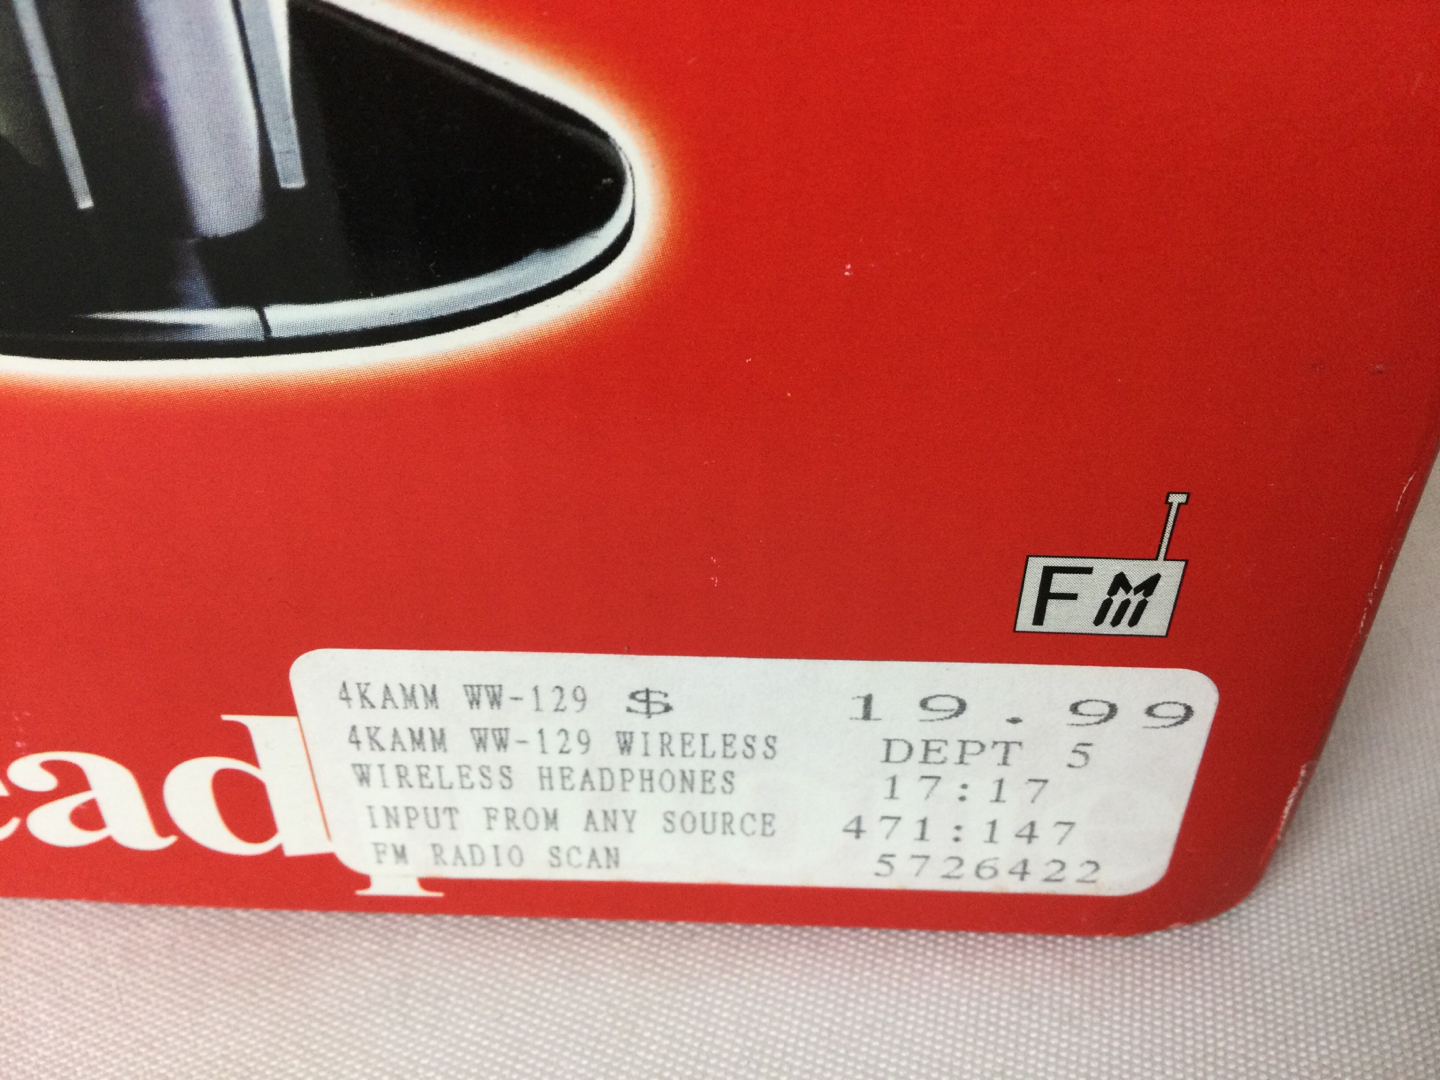 FM
4KAMM WW-129 $ 19.99
4KAMM WW-129 WIRELESS DEPT 5
WIRELESS HEADPHONES 17:17
INPUT FROM ANY SOURCE 471:147
FM RADIO SCAN 5726422
eadp